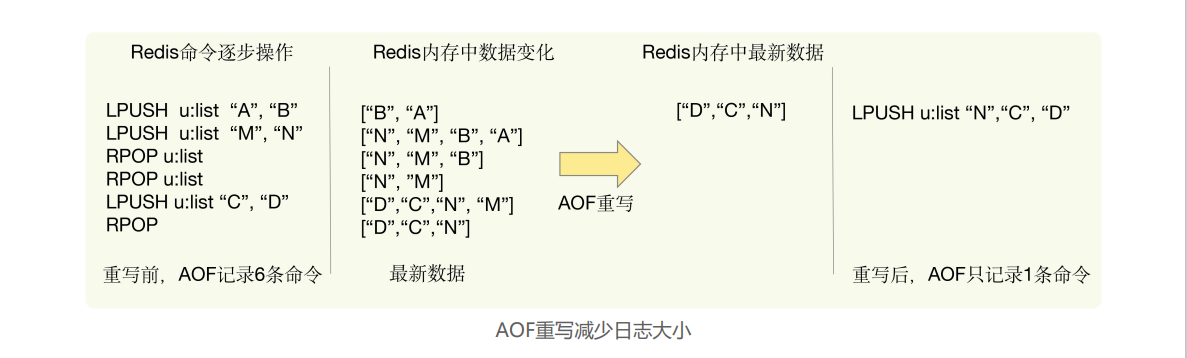 Redis命令逐步操作
LPUSH u:list “A”, “B”
LPUSH u:list “M”, “N”
RPOP u:list
RPOP u:list
LPUSH u:list “C”, “D”
RPOP
重写前，AOF记录6条命令
Redis内存中数据变化
[“B”, “A”]
[“N”, “M”, “B”, “A”]
[“N”, “M”, “B”]
[“N”, ”M”]
[“D”,“C”,“N”, “M”]
[“D”,“C”,“N”]
最新数据
AOF重写
Redis内存中最新数据
[“D”,“C”,“N”]
LPUSH u:list “N”,“C”, “D”
重写后，AOF只记录1条命令
AOF重写减少日志大小